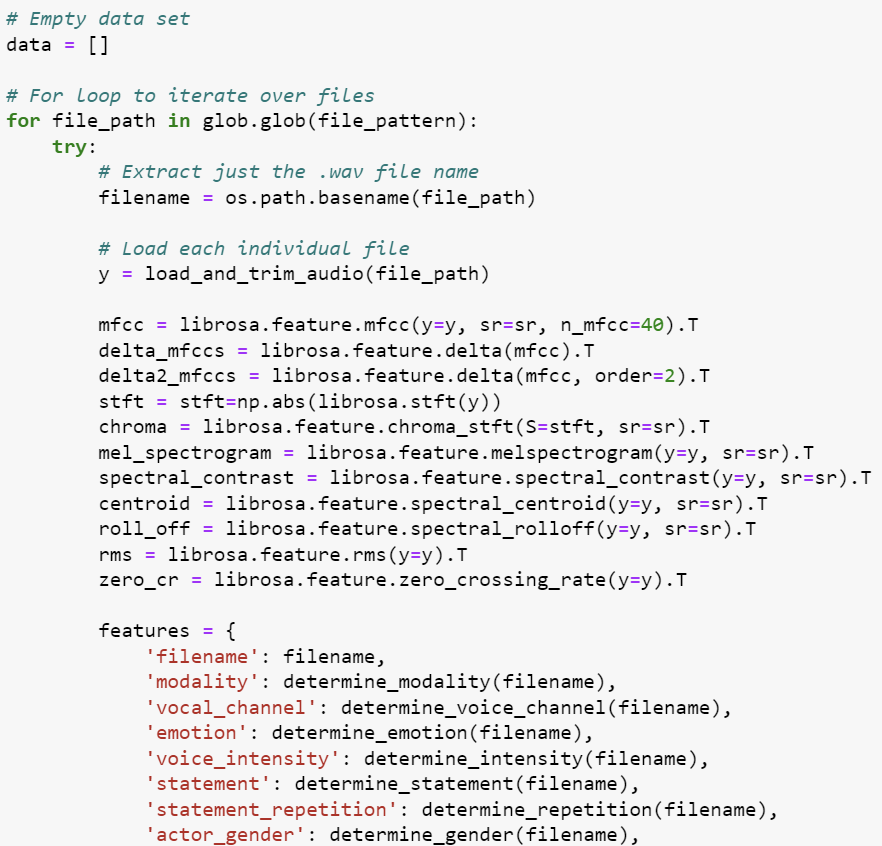 # Empty data set
data = []

# For loop to iterate over files
for file_path in glob.glob(file_pattern):
    try:
        # Extract just the .wav file name
        filename = os.path.basename(file_path)

        # Load each individual file
        y = load_and_trim_audio(file_path)

        mfcc = librosa.feature.mfcc(y=y, sr=sr, n_mfcc=40).T
        delta_mfccs = librosa.feature.delta(mfcc).T
        delta2_mfccs = librosa.feature.delta(mfcc, order=2).T
        stft = stft=np.abs(librosa.stft(y))
        chroma = librosa.feature.chroma_stft(S=stft, sr=sr).T
        mel_spectrogram = librosa.feature.melspectrogram(y=y, sr=sr).T
        spectral_contrast = librosa.feature.spectral_contrast(y=y, sr=sr).T
        centroid = librosa.feature.spectral_centroid(y=y, sr=sr).T
        roll_off = librosa.feature.spectral_rolloff(y=y, sr=sr).T
        rms = librosa.feature.rms(y=y).T
        zero_cr = librosa.feature.zero_crossing_rate(y=y).T

        features = {
            'filename': filename,
            'modality': determine_modality(filename),
            'vocal_channel': determine_voice_channel(filename),
            'emotion': determine_emotion(filename),
            'voice_intensity': determine_intensity(filename),
            'statement': determine_statement(filename),
            'statement_repetition': determine_repetition(filename),
            'actor_gender': determine_gender(filename),